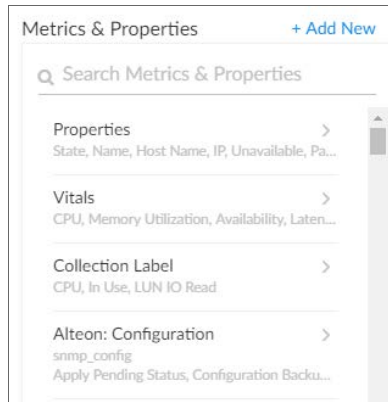 Metrics & Properties + Add New
Search Metrics & Properties
Properties
State, Name, Host Name, IP, Unavailable, Pa...
Vitals
CPU, Memory Utilization, Availability, Laten...
Collection Label
CPU, In Use, LUN IO Read
Alteon: Configuration
snmp_config
Apply Pending Status, Configuration Backu...